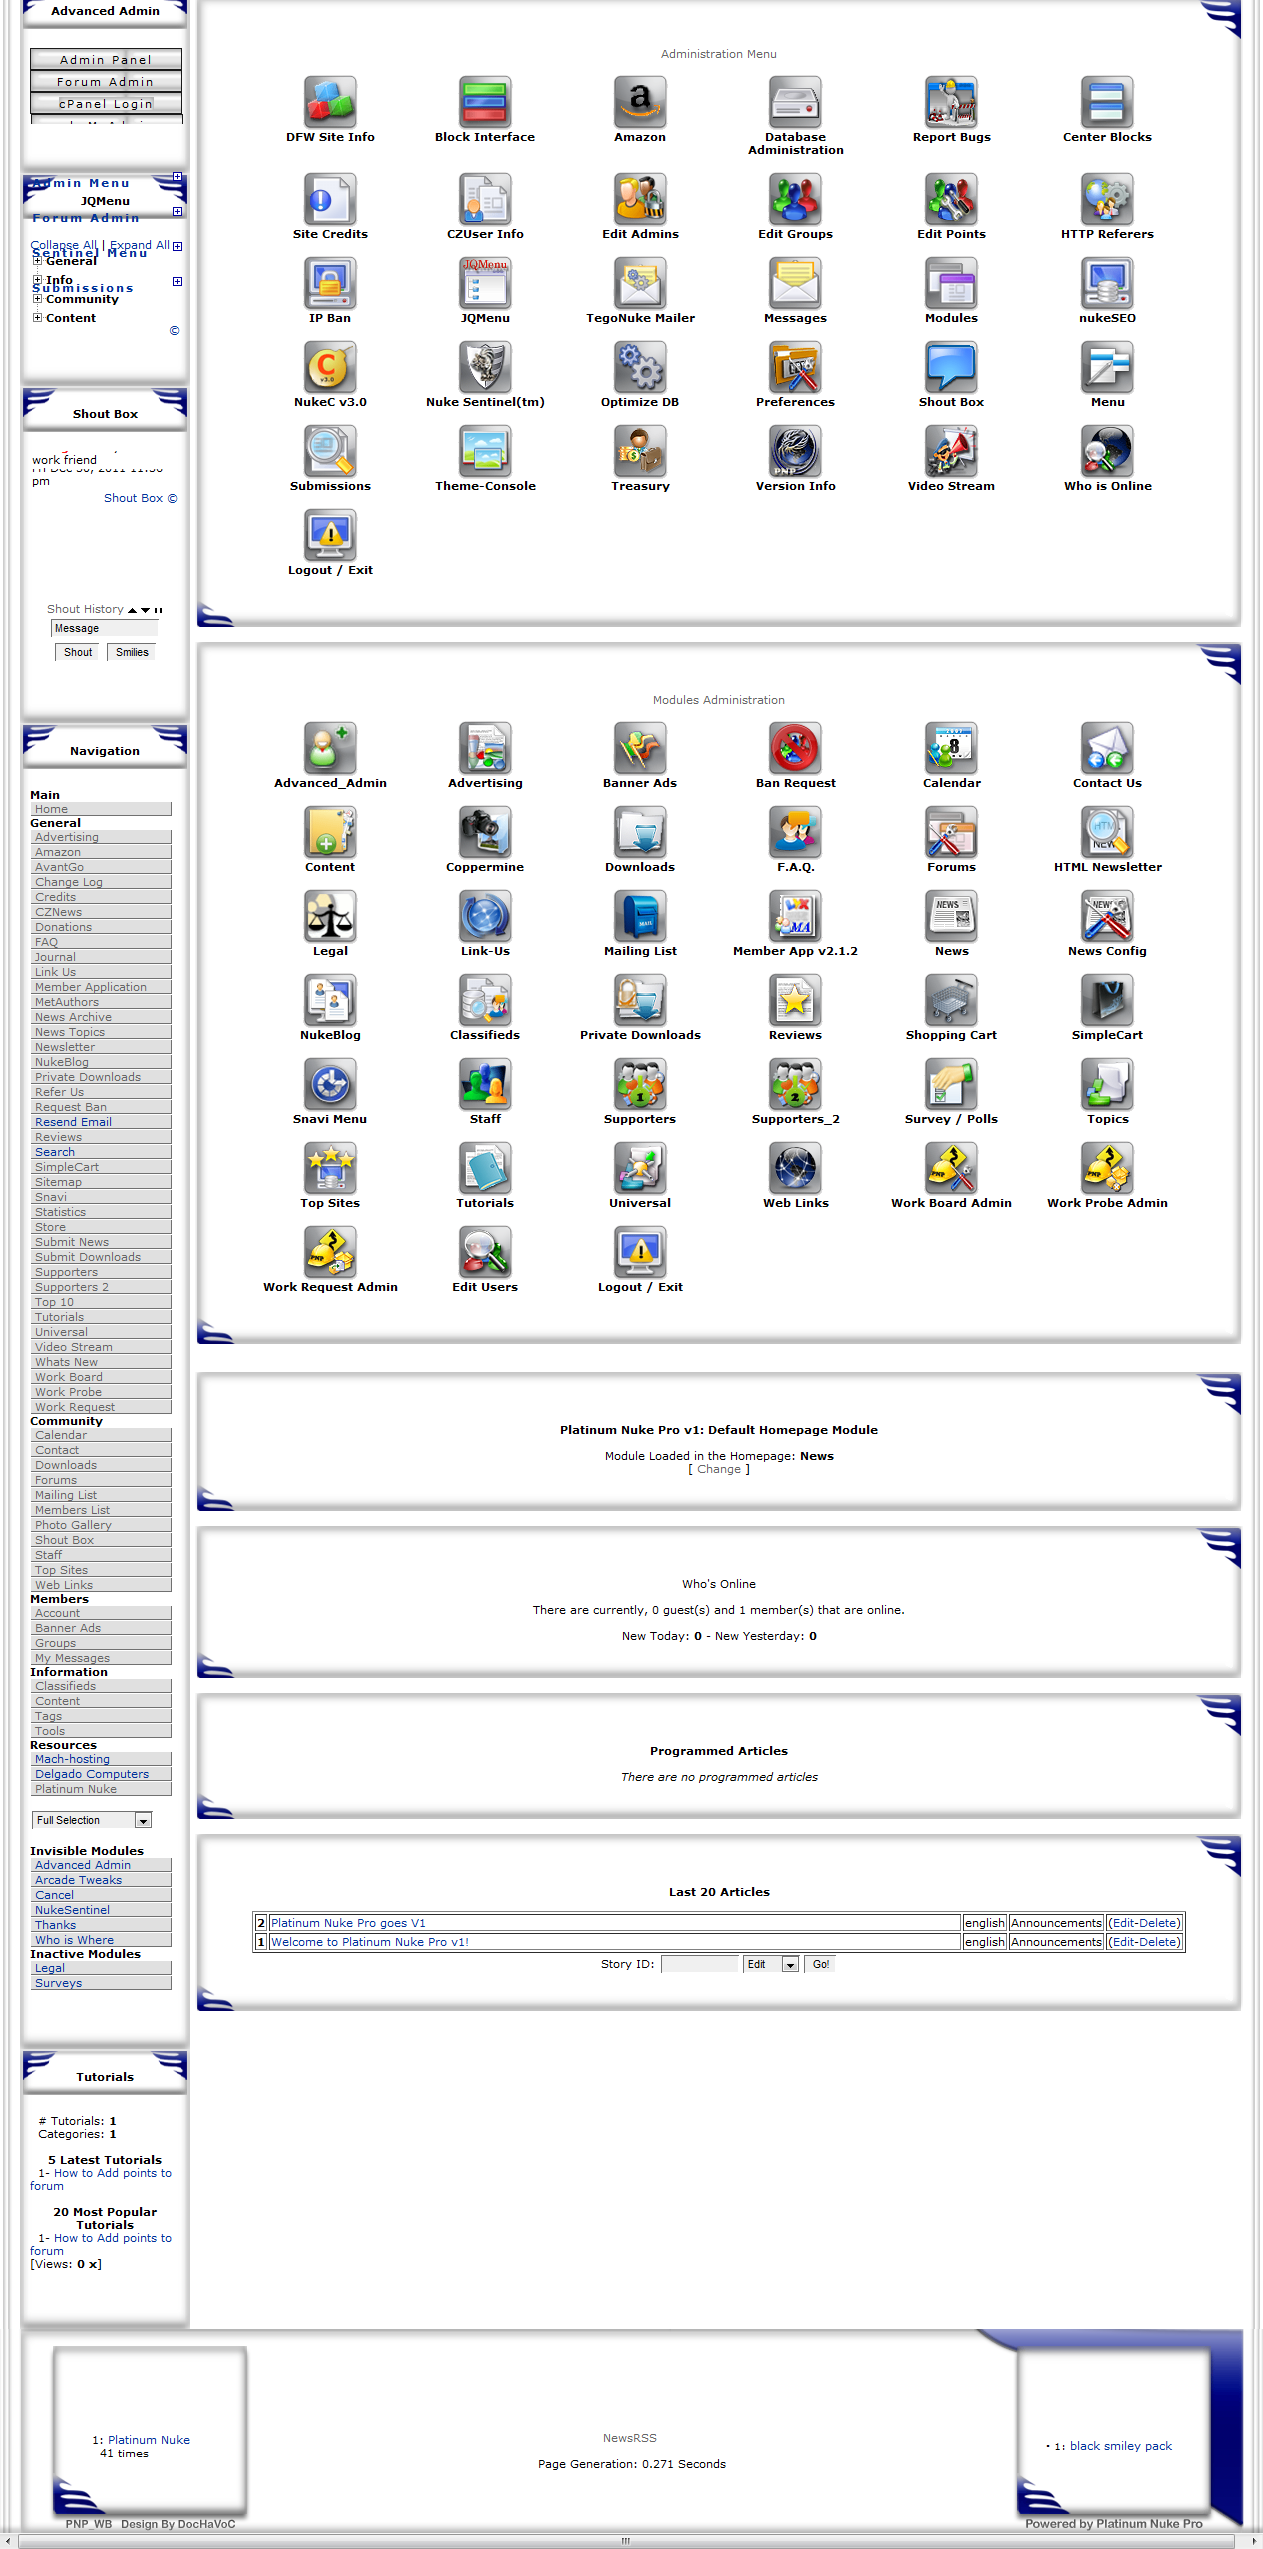 Advanced Admin
Admin Panel
Forum Admin
cPanel Login
Admin Menu
JQMenu
Forum Admin
Collapse All | Expand All
Sentinel Menu
General
Info
Submissions
Community
Content
©
Shout Box
work friend
pm
Shout Box ©
Shout History
Message
Shout Smilies
Navigation
Main
Home
General
Advertising
Amazon
AvantGo
Change Log
Credits
CZNews
Donations
FAQ
Journal
Link Us
Member Application
MetAuthors
News Archive
News Topics
Newsletter
NukeBlog
Private Downloads
Refer Us
Request Ban
Resend Email
Reviews
Search
SimpleCart
Sitemap
Snavi
Statistics
Store
Submit News
Submit Downloads
Supporters
Supporters 2
Top 10
Tutorials
Universal
Video Stream
Whats New
Work Board
Work Probe
Work Request
Community
Calendar
Contact
Downloads
Forums
Mailing List
Members List
Photo Gallery
Shout Box
Staff
Top Sites
Web Links
Members
Account
Banner Ads
Groups
My Messages
Information
Classifieds
Content
Tags
Tools
Resources
Mach-hosting
Delgado Computers
Platinum Nuke
Full Selection
Invisible Modules
Advanced Admin
Arcade Tweaks
Cancel
NukeSentinel
Thanks
Who is Where
Inactive Modules
Legal
Surveys
Tutorials
# Tutorials: 1
Categories: 1
5 Latest Tutorials
1- How to Add points to
forum
20 Most Popular
Tutorials
1- How to Add points to
forum
[Views: 0 x]
Administration Menu
DFW Site Info Block Interface Amazon Database Administration Report Bugs Center Blocks
Site Credits CZUser Info Edit Admins Edit Groups Edit Points HTTP Referers
IP Ban JQMenu TegoNuke Mailer Messages Modules nukeSEO
NukeC v3.0 Nuke Sentinel(tm) Optimize DB Preferences Shout Box Menu
Submissions Theme-Console Treasury Version Info Video Stream Who is Online
Logout / Exit
Modules Administration
Advanced_Admin Advertising Banner Ads Ban Request Calendar Contact Us
Content Coppermine Downloads F.A.Q. Forums HTML Newsletter
Legal Link-Us Mailing List Member App v2.1.2 News News Config
NukeBlog Classifieds Private Downloads Reviews Shopping Cart SimpleCart
Snavi Menu Staff Supporters Supporters_2 Survey / Polls Topics
Top Sites Tutorials Universal Web Links Work Board Admin Work Probe Admin
Work Request Admin Edit Users Logout / Exit
Platinum Nuke Pro v1: Default Homepage Module
Module Loaded in the Homepage: News
[ Change ]
Who's Online
There are currently, 0 guest(s) and 1 member(s) that are online.
New Today: 0 - New Yesterday: 0
Programmed Articles
There are no programmed articles
Last 20 Articles
2 Platinum Nuke Pro goes V1 english Announcements (Edit-Delete)
1 Welcome to Platinum Nuke Pro v1! english Announcements (Edit-Delete)
Story ID: Edit Go!
1: Platinum Nuke
41 times
NewsRSS
Page Generation: 0.271 Seconds
• 1: black smiley pack
PNP_WB Design By DocHaVoC
Powered by Platinum Nuke Pro